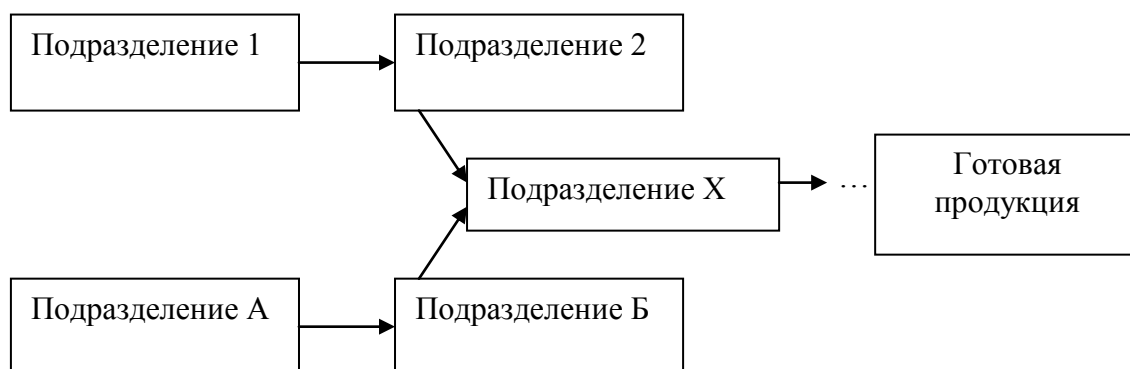 Подразделение 1
Подразделение 2
Подразделение Х
...
Готовая
продукция
Подразделение А
Подразделение Б